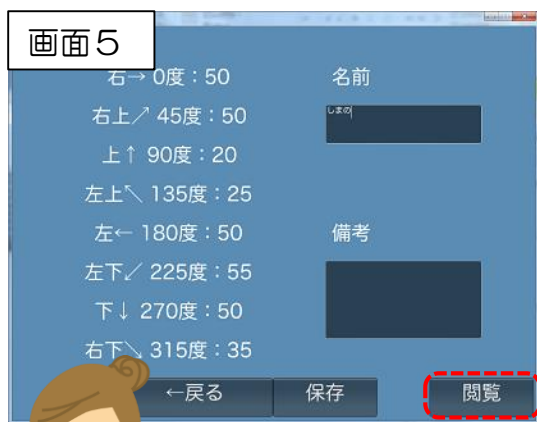 画面５
右→ 0度：50
右上↗ 45度：50
上↑ 90度：20
左上↖ 135度：25
左← 180度：50
左下↙ 225度：55
下↓ 270度：50
右下↘ 315度：35
名前
しまの
備考
←戻る
保存
閲覧